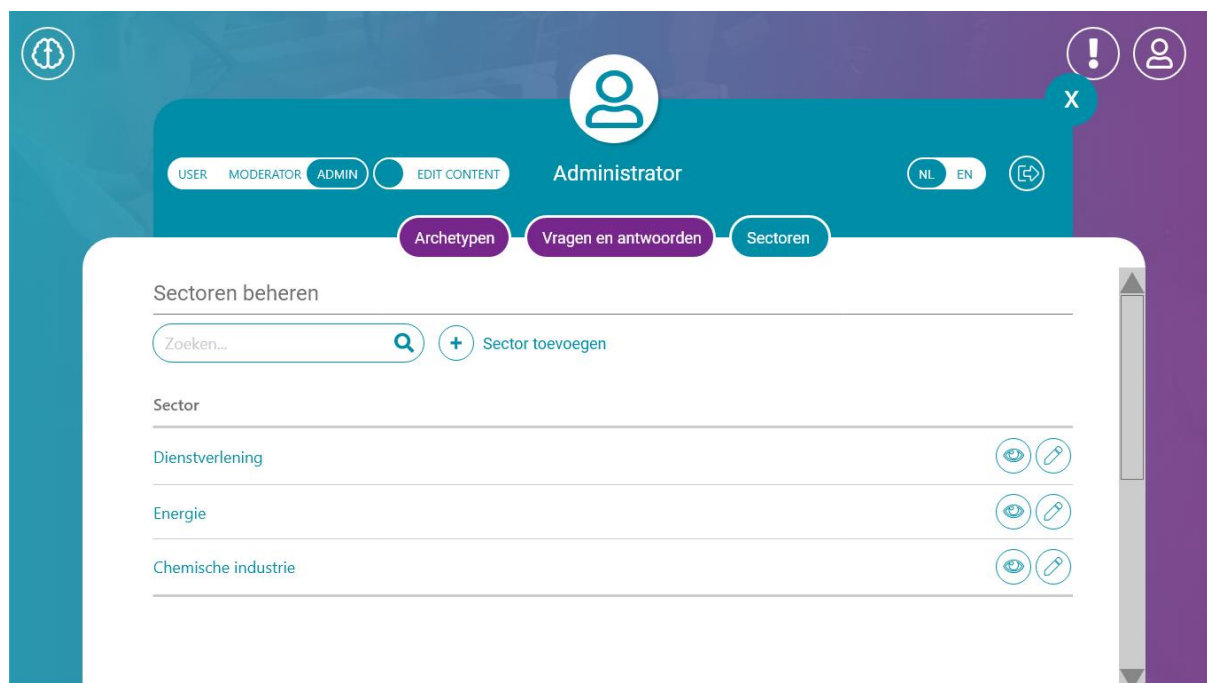 X
USER MODERATOR ADMIN EDIT CONTENT Administrator NL EN
Archetypen Vragen en antwoorden Sectoren
Sectoren beheren
Zoeken... + Sector toevoegen
Sector
Dienstverlening
Energie
Chemische industrie